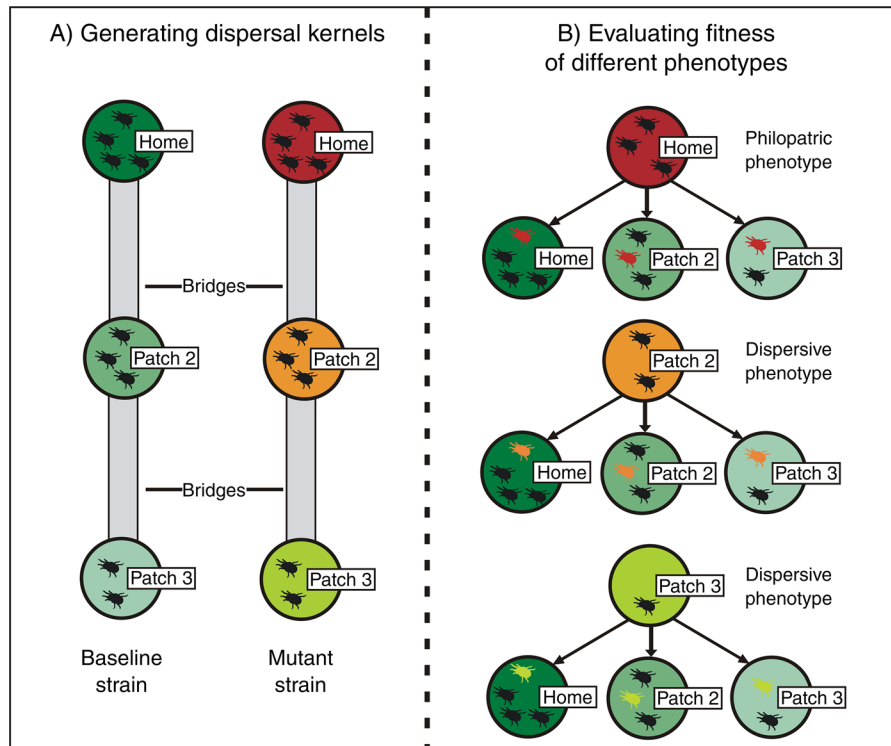 A) Generating dispersal kernels
Home
Home
Bridges
Patch 2
Patch 2
Bridges
Patch 3
Patch 3
Baseline
strain
Mutant
strain
B) Evaluating fitness
of different phenotypes
Home
Philopatric
phenotype
Home
Patch 2
Patch 3
Patch 2
Dispersive
phenotype
Home
Patch 2
Patch 3
Patch 3
Dispersive
phenotype
Home
Patch 2
Patch 3